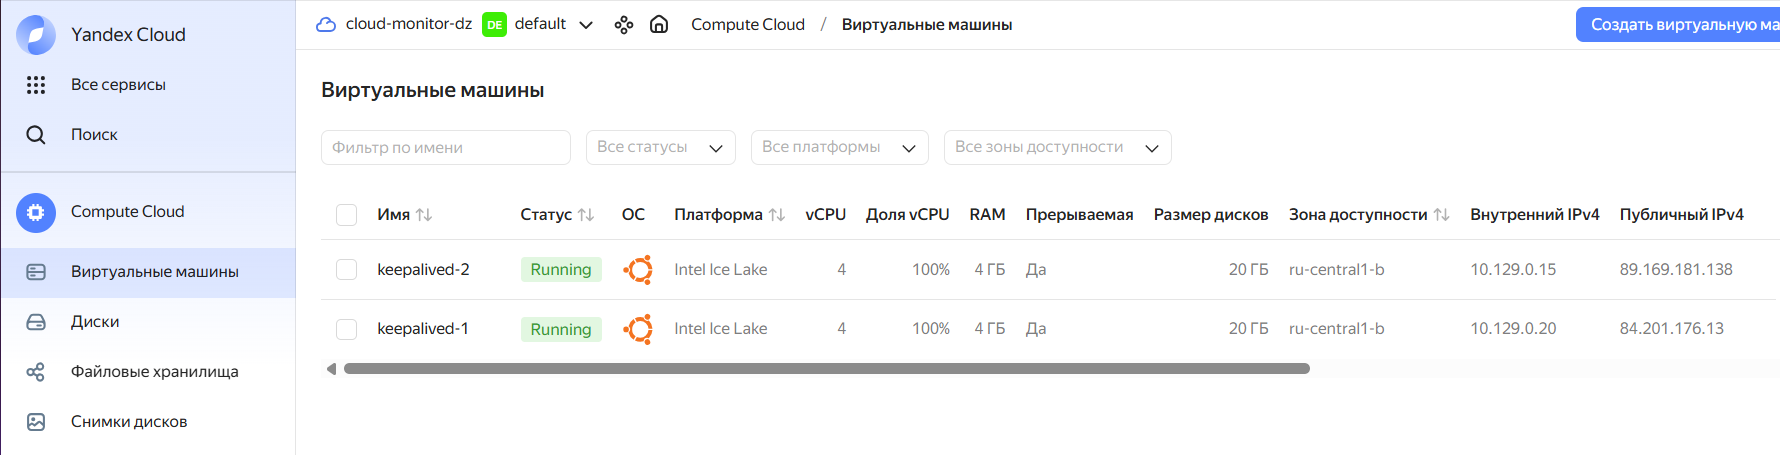 Yandex Cloud
Все сервисы
Поиск
Compute Cloud
Виртуальные машины
Диски
Файловые хранилища
Снимки дисков
cloud-monitor-dz DE default Compute Cloud / Виртуальные машины
Создать виртуальную ма
Виртуальные машины
Фильтр по имени Все статусы Все платформы Все зоны доступности
Имя Статус ОС Платформа vCPU Доля vCPU RAM Прерываемая Размер дисков Зона доступности Внутренний IPv4 Публичный IPv4
keepalived-2 Running Intel Ice Lake 4 100% 4 ГБ Да 20 ГБ ru-central1-b 10.129.0.15 89.169.181.138
keepalived-1 Running Intel Ice Lake 4 100% 4 ГБ Да 20 ГБ ru-central1-b 10.129.0.20 84.201.176.13